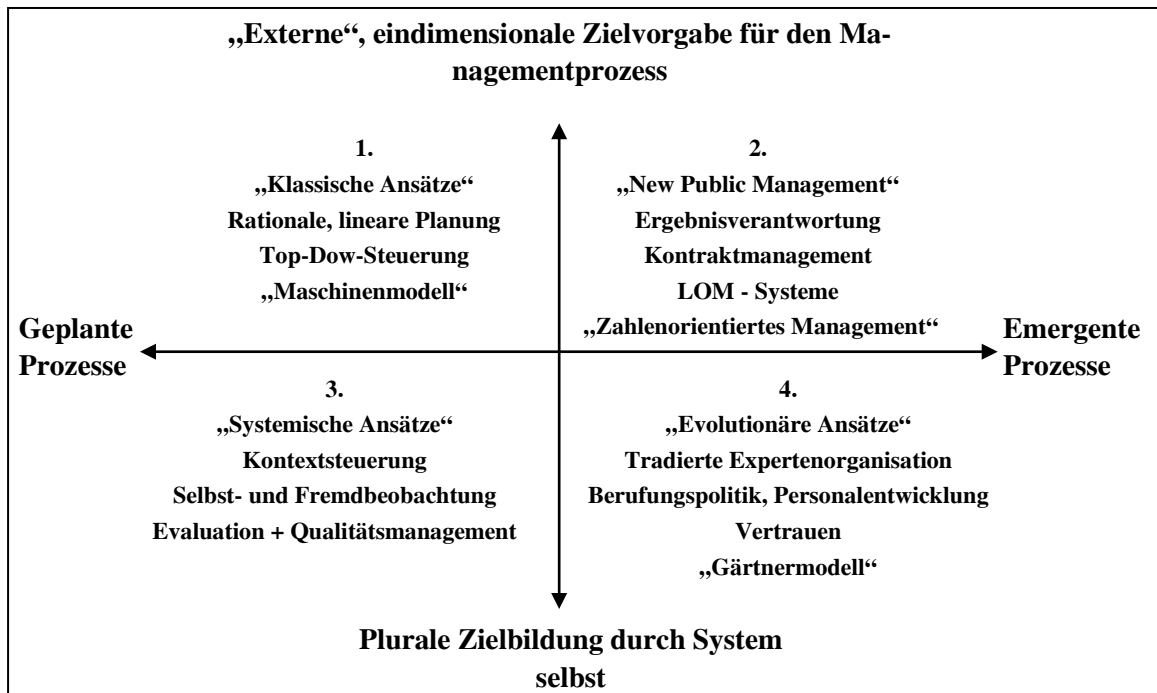 „Externe“, eindimensionale Zielvorgabe für den Ma-
nagementprozess
1.
„Klassische Ansätze“
Rationale, lineare Planung
Top-Dow-Steuerung
„Maschinenmodell“
2.
„New Public Management“
Ergebnisverantwortung
Kontraktmanagement
LOM - Systeme
„Zahlenorientiertes Management“
Geplante
Prozesse
Emergente
Prozesse
3.
„Systemische Ansätze“
Kontextsteuerung
Selbst- und Fremdbeobachtung
Evaluation + Qualitätsmanagement
4.
„Evolutionäre Ansätze“
Tradierte Expertenorganisation
Berufungspolitik, Personalentwicklung
Vertrauen
„Gärtnermodell“
Plurale Zielbildung durch System
selbst